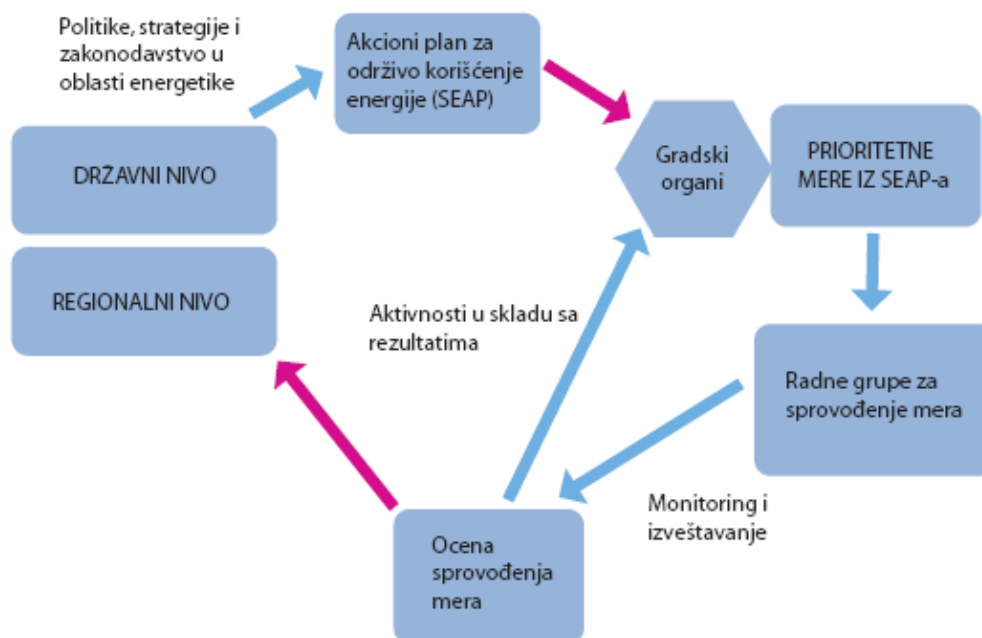 Politike, strategije i
zakonodavstvo u
oblasti energetike
Akcioni plan za
održivo korišćenje
energije (SEAP)
DRŽAVNI NIVO
REGIONALNI NIVO
Gradski
organi
PRIORITETNE
MERE IZ SEAP-a
Aktivnosti u skladu sa
rezultatima
Radne grupe za
sprovođenje mera
Monitoring i
izveštavanje
Ocena
sprovođenja
mera